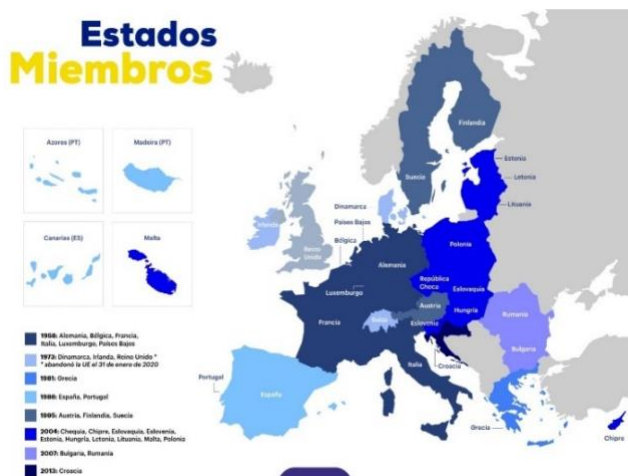 Estados
Miembros
Azores (PT)
Madeira (PT)
Canarias (ES)
Malta
Finlandia
Suecia
Estonia
Letonia
Lituania
Dinamarca
Países Bajos
Bélgica
Irlanda
Reino
Unido
Polonia
Alemania
República
Checa
Luxemburgo
Eslovaquia
Austria
Hungría
Francia
Suiza
Eslovenia
Rumania
Bulgaria
Croacia
Italia
Portugal
España
Grecia
Chipre
1958: Alemania, Bélgica, Francia,
Italia, Luxemburgo, Países Bajos
1973: Dinamarca, Irlanda, Reino Unido *
* abandonó la UE el 31 de enero de 2020
1981: Grecia
1986: España, Portugal
1995: Austria, Finlandia, Suecia
2004: Chequia, Chipre, Eslovaquia, Eslovenia,
Estonia, Hungría, Letonia, Lituania, Malta, Polonia
2007: Bulgaria, Rumania
2013: Croacia